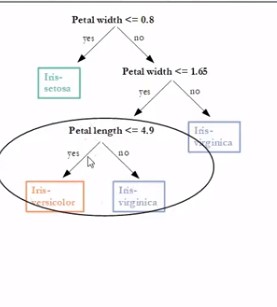 Petal width <= 0.8
yes
no
Iris-
setosa
Petal width <= 1.65
yes
no
Petal length <= 4.9
Iris-
virginica
yes
no
Iris-
versicolor
Iris-
virginica